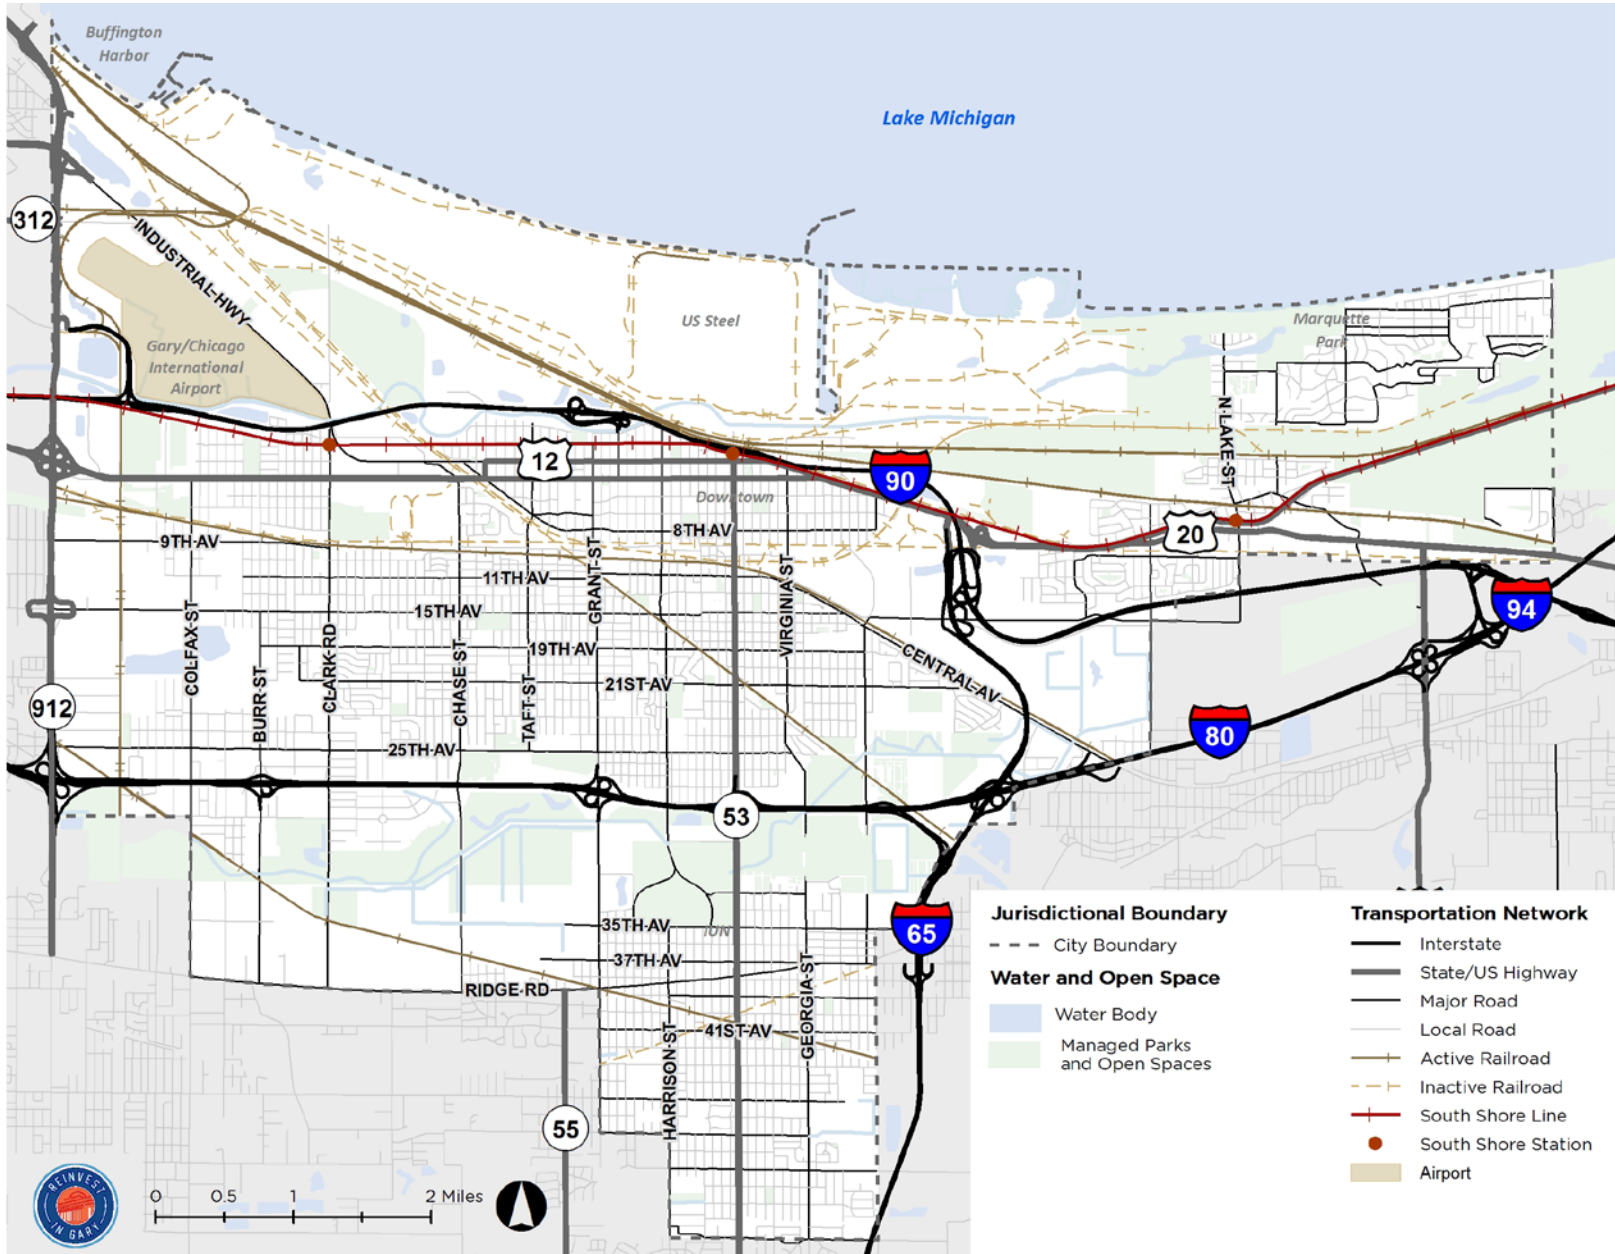 Buffington
Harbor
Lake Michigan
312
INDUSTRIAL HWY
US Steel
Marquette
Park
Gary/Chicago
International
Airport
N LAKE ST
12
90
Downtown
8TH AV
20
9TH AV
11TH AV
GRANT ST
VIRGINIA ST
94
15TH AV
COLFAX ST
BURR ST
CLARK RD
CHASE ST
TAFT ST
19TH AV
CENTRAL AV
21ST AV
912
80
25TH AV
53
35TH AV
IUN
65
37TH AV
RIDGE RD
GEORGIA ST
41ST AV
HARRISON ST
55
Jurisdictional Boundary
City Boundary
Water and Open Space
Water Body
Managed Parks
and Open Spaces
Transportation Network
Interstate
State/US Highway
Major Road
Local Road
Active Railroad
Inactive Railroad
South Shore Line
South Shore Station
Airport
REINVEST
IN GARY
0 0.5 1 2 Miles